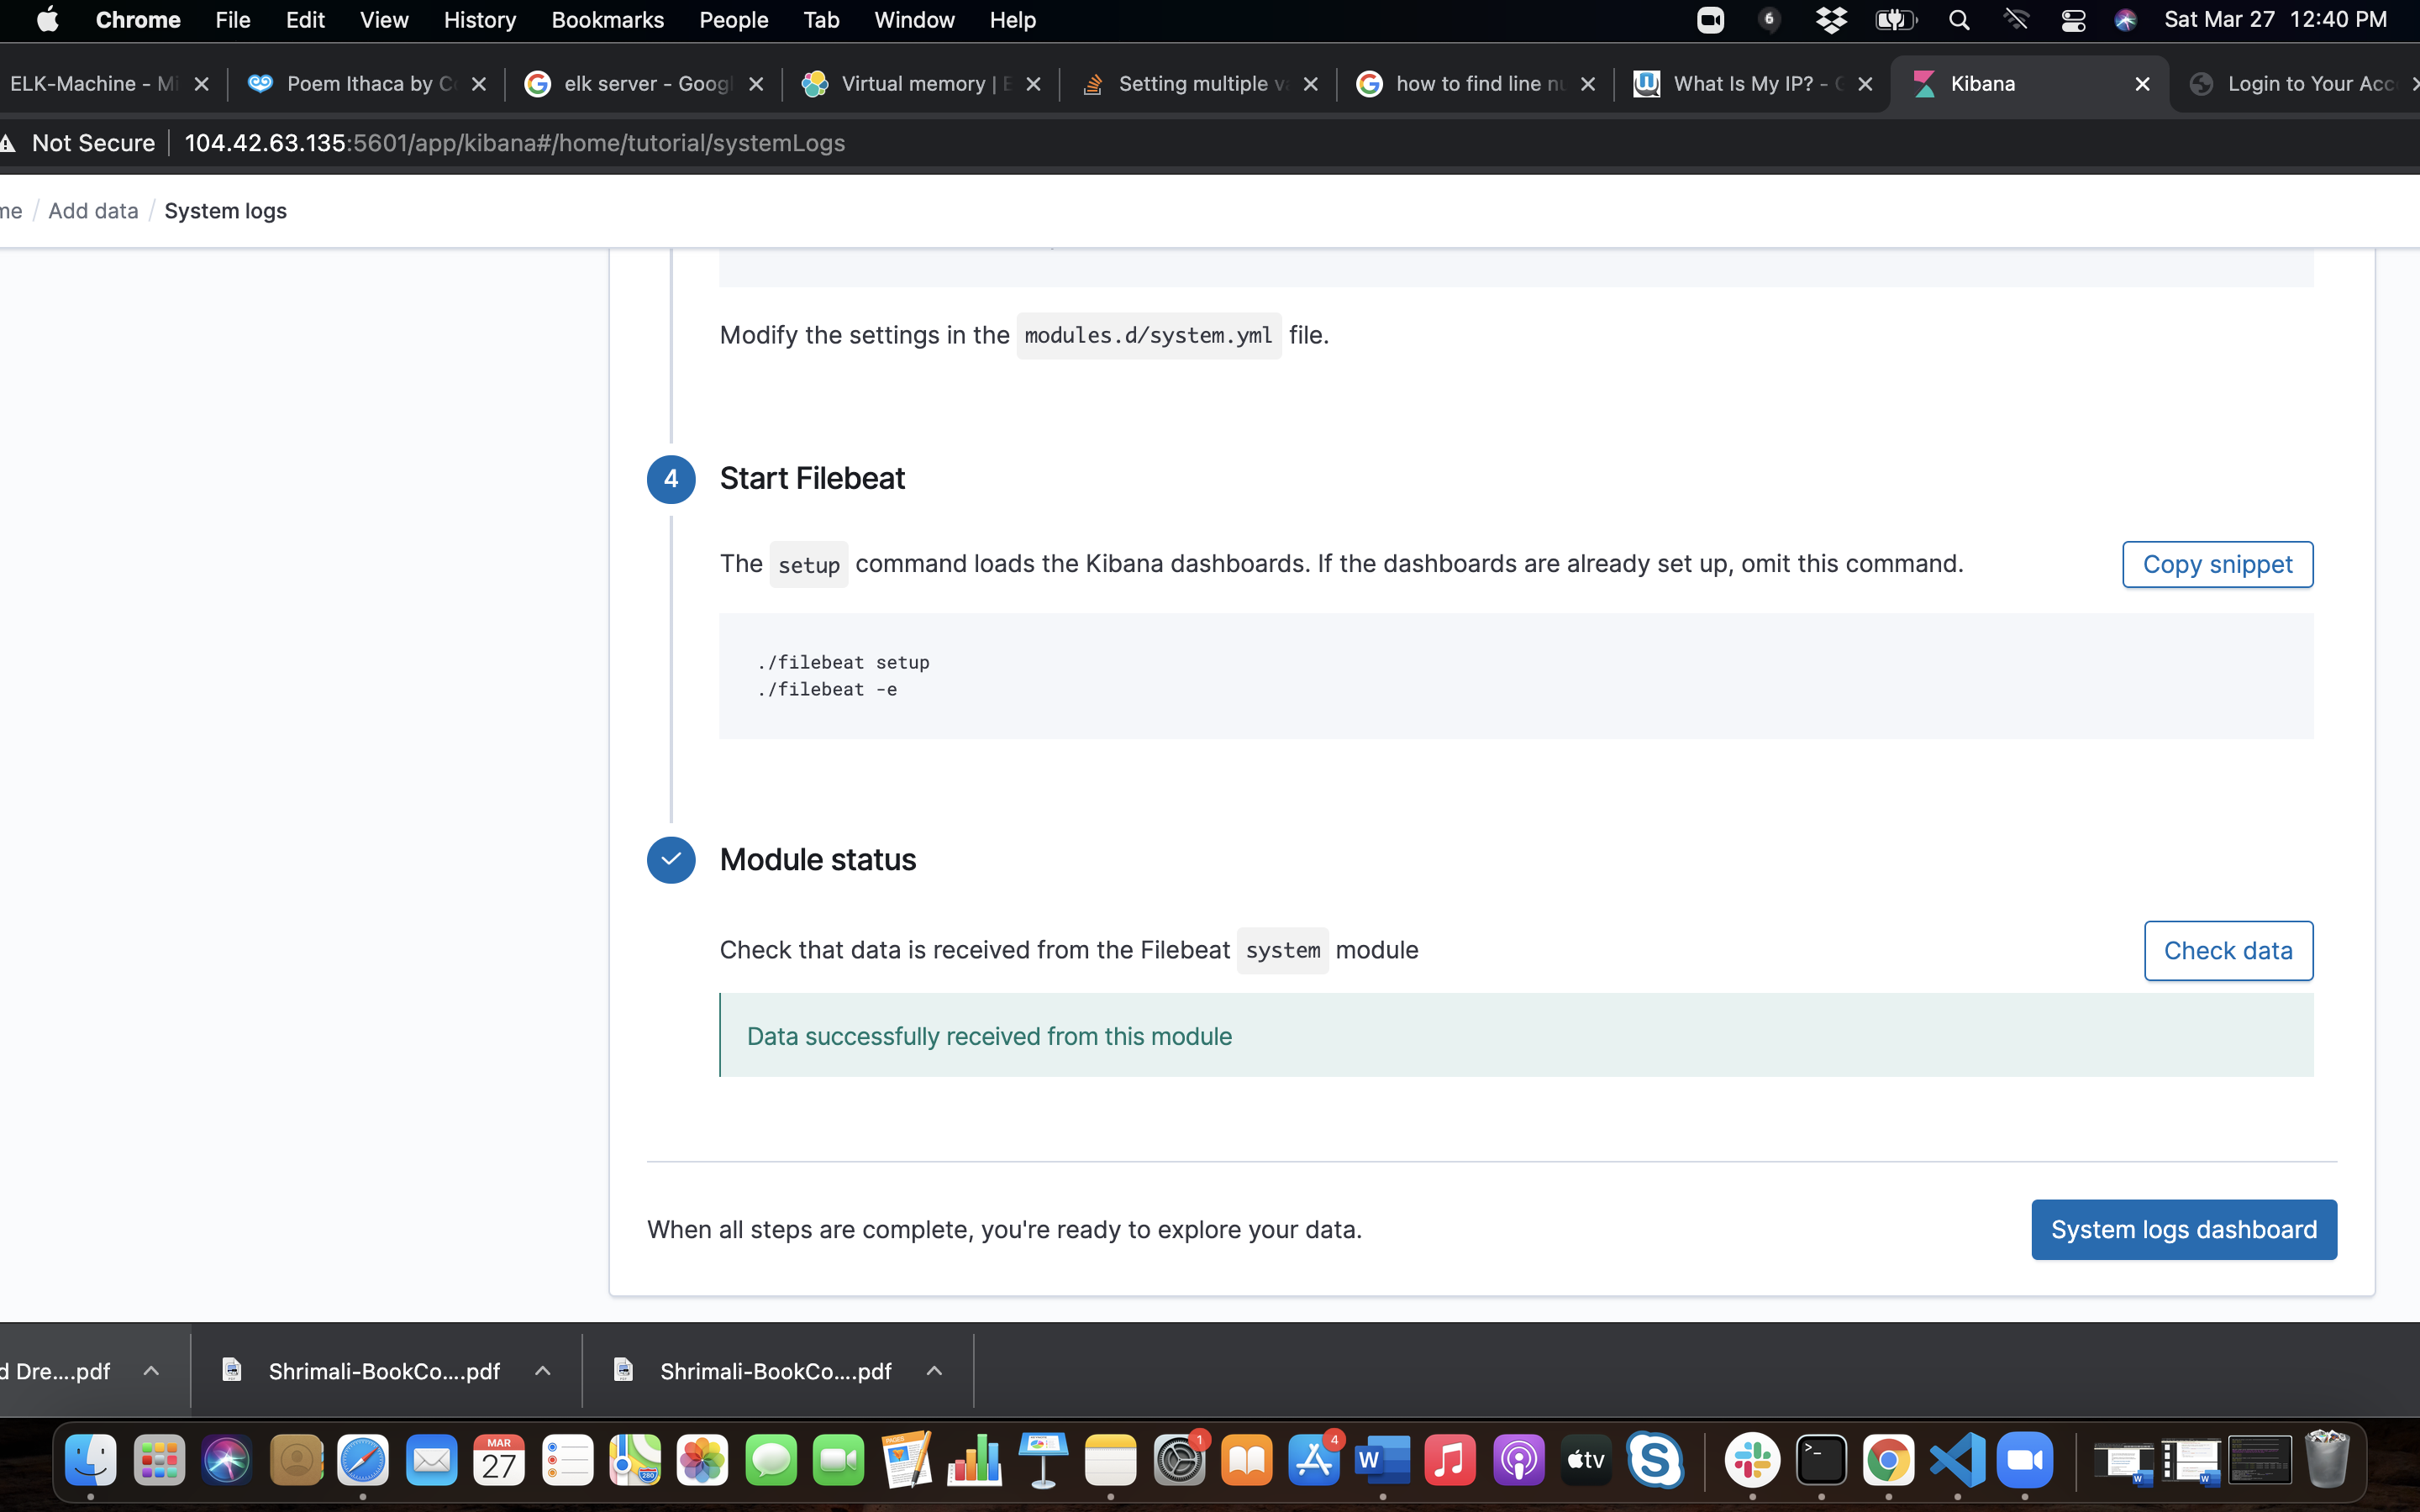 Chrome File Edit View History Bookmarks People Tab Window Help 6 Sat Mar 27 12:40 PM
ELK-Machine - Mi Poem Ithaca by C elk server - Googl Virtual memory | E Setting multiple va how to find line nu What Is My IP? - Kibana Login to Your Acc
Not Secure 104.42.63.135:5601/app/kibana#/home/tutorial/systemLogs
me / Add data / System logs
Modify the settings in the modules.d/system.yml file.
4 Start Filebeat
The setup command loads the Kibana dashboards. If the dashboards are already set up, omit this command. Copy snippet
./filebeat setup
./filebeat -e
Module status
Check that data is received from the Filebeat system module Check data
Data successfully received from this module
When all steps are complete, you're ready to explore your data. System logs dashboard
d Dre....pdf Shrimali-BookCo....pdf Shrimali-BookCo....pdf
MAR 27 PAGES 280 1 4 W tv S >_ W W